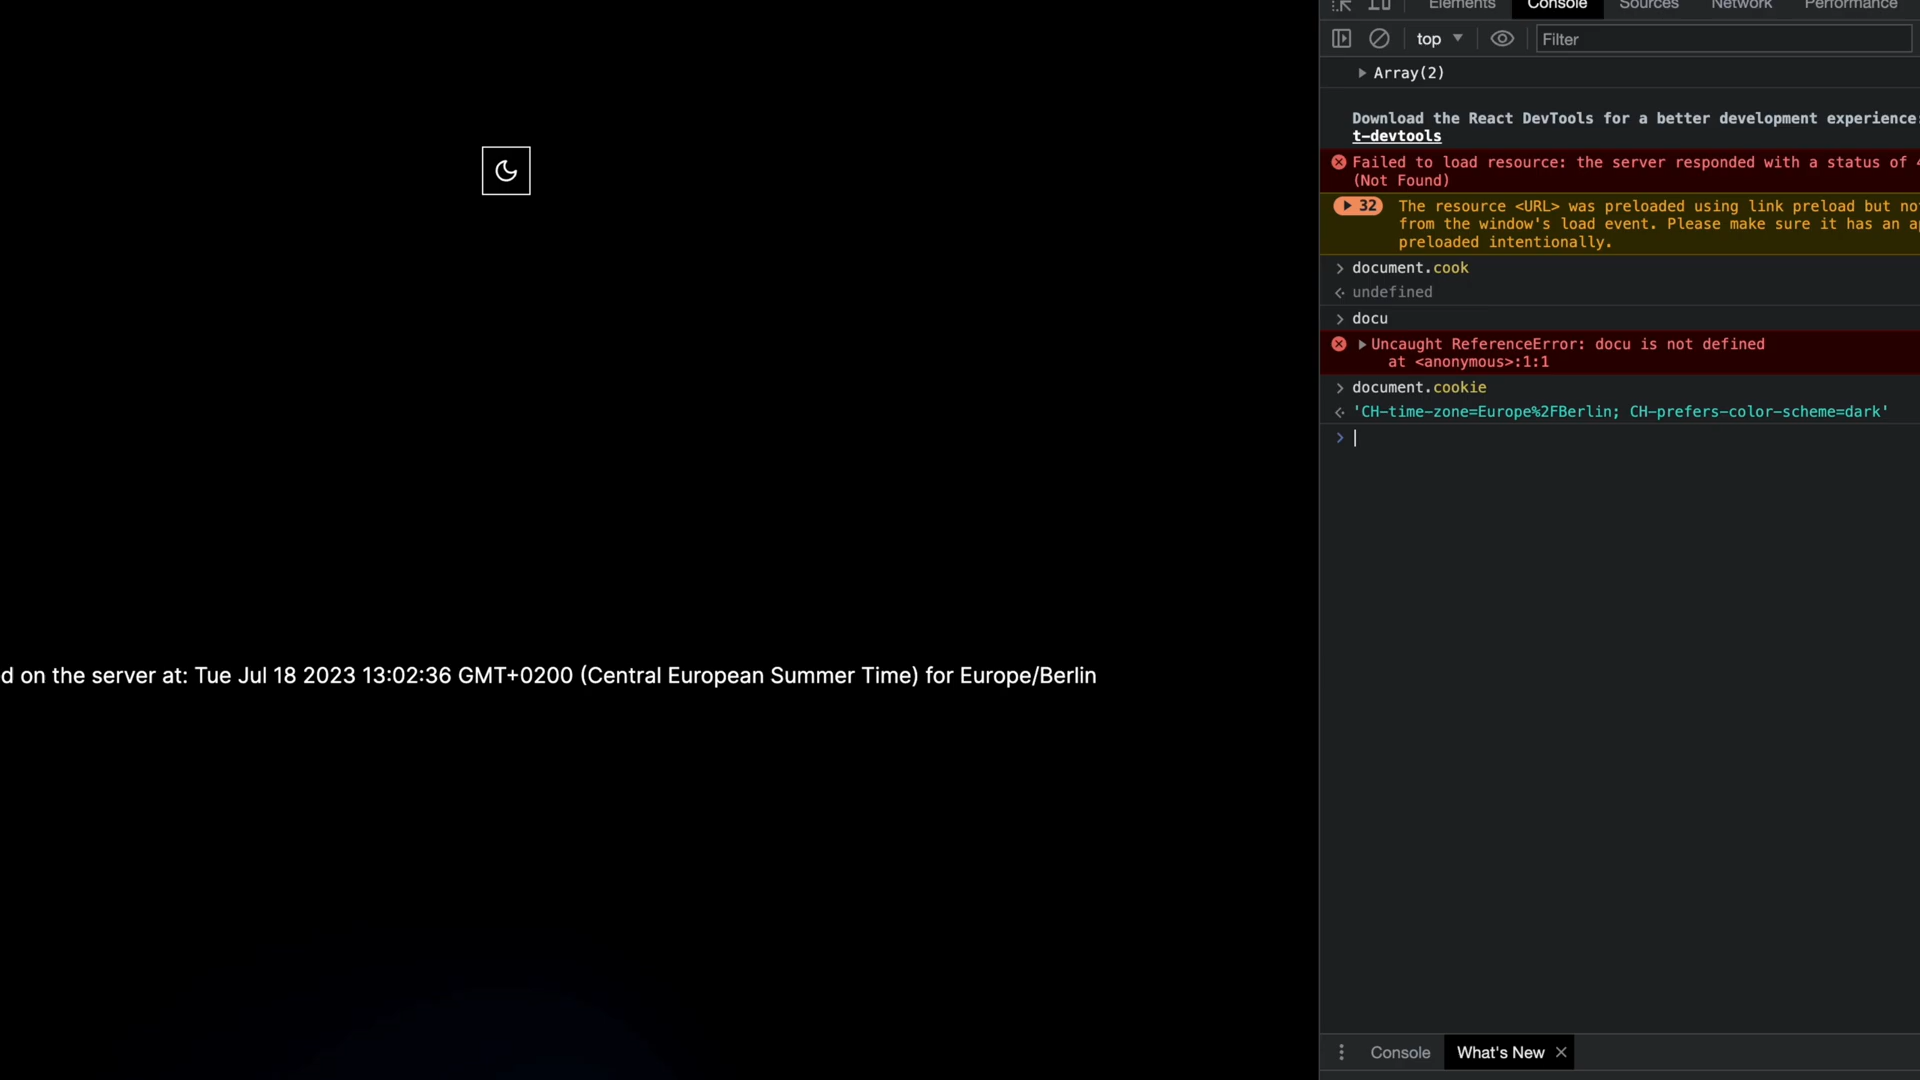 d on the server at: Tue Jul 18 2023 13:02:36 GMT+0200 (Central European Summer Time) for Europe/Berlin
Elements Console Sources Network Performance
top Filter
Array(2)
Download the React DevTools for a better development experience:
t-devtools
Failed to load resource: the server responded with a status of 4
(Not Found)
32 The resource <URL> was preloaded using link preload but no
from the window's load event. Please make sure it has an a
preloaded intentionally.
document.cook
undefined
docu
Uncaught ReferenceError: docu is not defined
at <anonymous>:1:1
document.cookie
'CH-time-zone=Europe%2FBerlin; CH-prefers-color-scheme=dark'
Console What's New